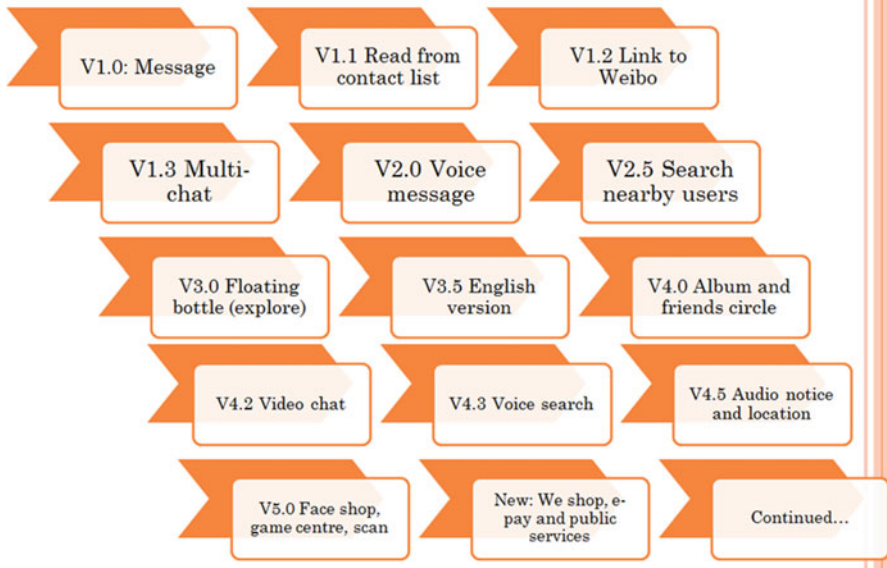 V1.0: Message
V1.1 Read from
contact list
V1.2 Link to
Weibo
V1.3 Multi-
chat
V2.0 Voice
message
V2.5 Search
nearby users
V3.0 Floating
bottle (explore)
V3.5 English
version
V4.0 Album and
friends circle
V4.2 Video chat
V4.3 Voice search
V4.5 Audio notice
and location
V5.0 Face shop,
game centre, scan
New: We shop, e-
pay and public
services
Continued...